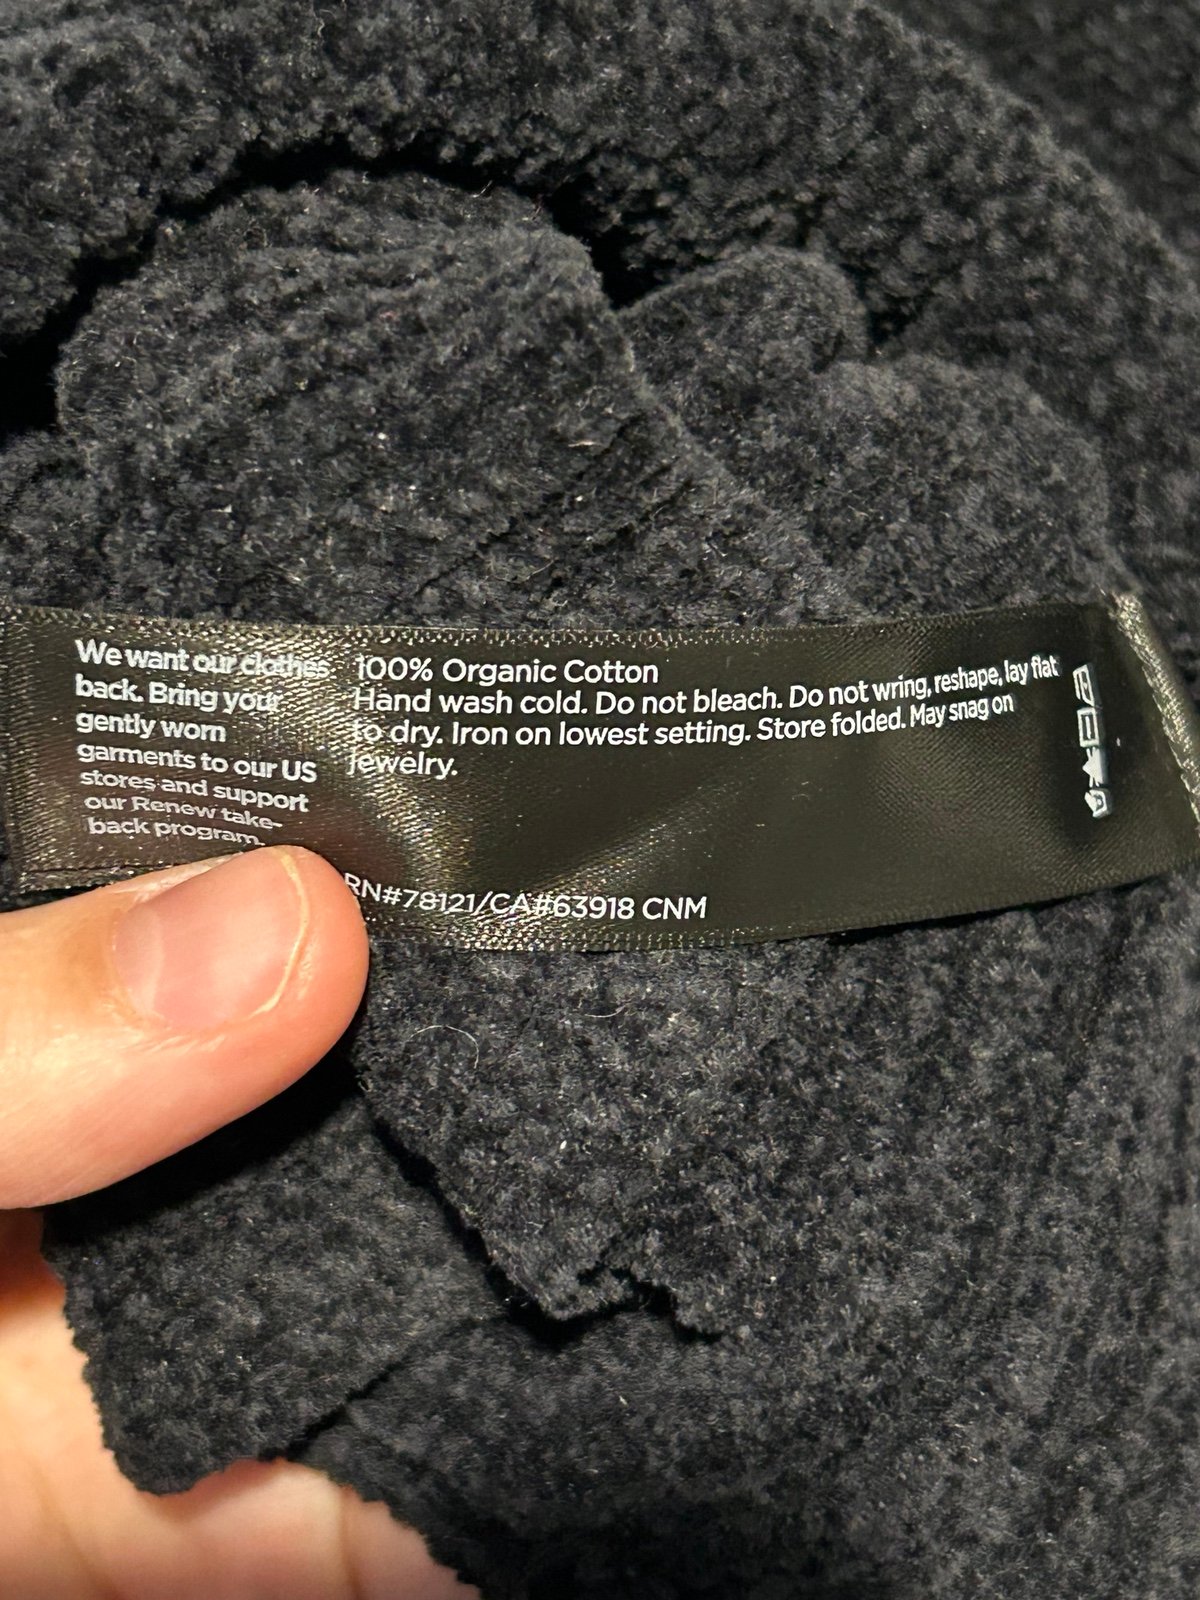 We want our clothes
back. Bring your
gently worn
garments to our US
stores and support
our Renew take-
back program.
100% Organic Cotton
Hand wash cold. Do not bleach. Do not wring, reshape, lay flat
to dry. Iron on lowest setting. Store folded. May snag on
jewelry.
RN#78121/CA#63918 CNM